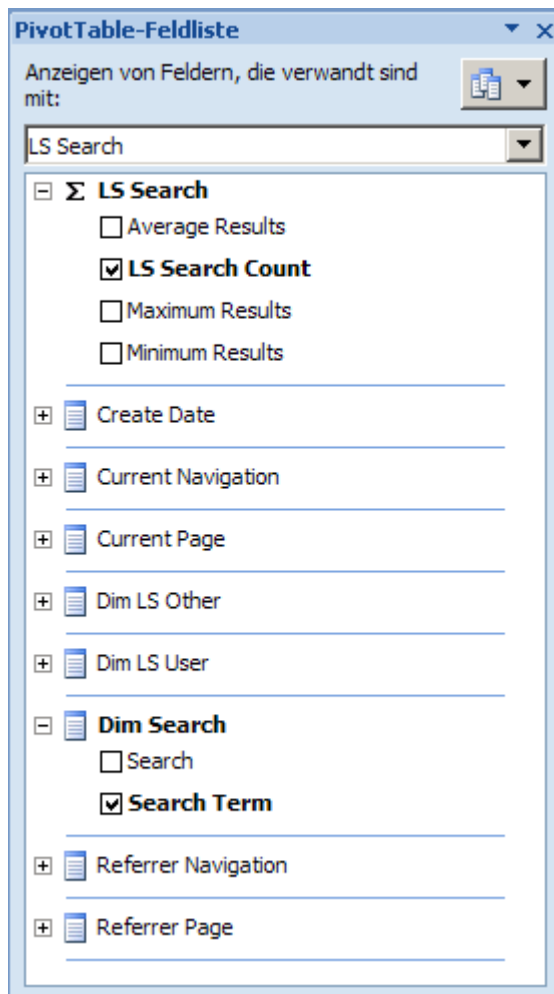 PivotTable-Feldliste
Anzeigen von Feldern, die verwandt sind
mit:
LS Search
Σ LS Search
Average Results
LS Search Count
Maximum Results
Minimum Results
Create Date
Current Navigation
Current Page
Dim LS Other
Dim LS User
Dim Search
Search
Search Term
Referrer Navigation
Referrer Page